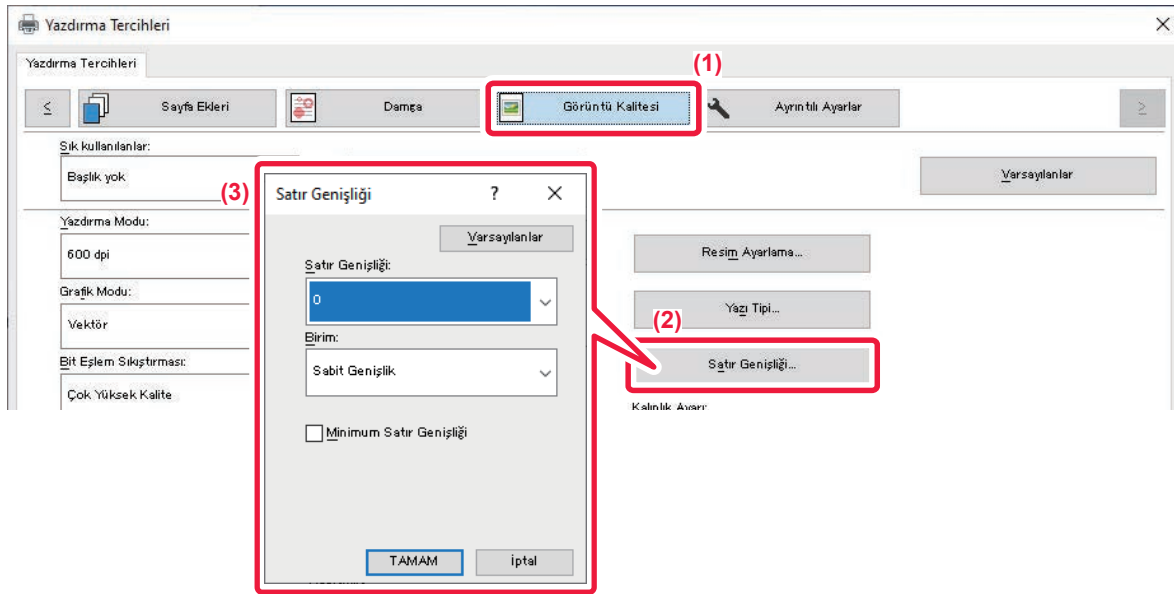 Yazdırma Tercihleri
Yazdırma Tercihleri
(1)
≤ Sayfa Ekleri Damga Görüntü Kalitesi Ayrıntılı Ayarlar ≥
Sık kullanılanlar:
Başlık yok
Varsayılanlar
(3)
Satır Genişliği ? ✕
Yazdırma Modu:
Varsayılanlar
600 dpi
Resim Ayarlama...
Satır Genişliği:
Grafik Modu:
0
Yazı Tipi...
Vektör
(2)
Birim:
Bit Eşlem Sıkıştırması:
Sabit Genişlik
Satır Genişliği...
Çok Yüksek Kalite
Kalınlık Ayarı:
Minimum Satır Genişliği
TAMAM İptal